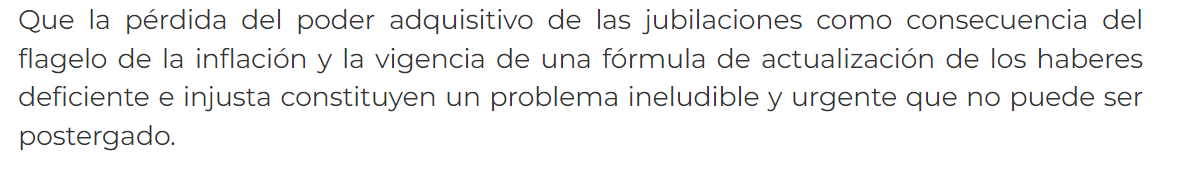 Que la pérdida del poder adquisitivo de las jubilaciones como consecuencia del
flagelo de la inflación y la vigencia de una fórmula de actualización de los haberes
deficiente e injusta constituyen un problema ineludible y urgente que no puede ser
postergado.